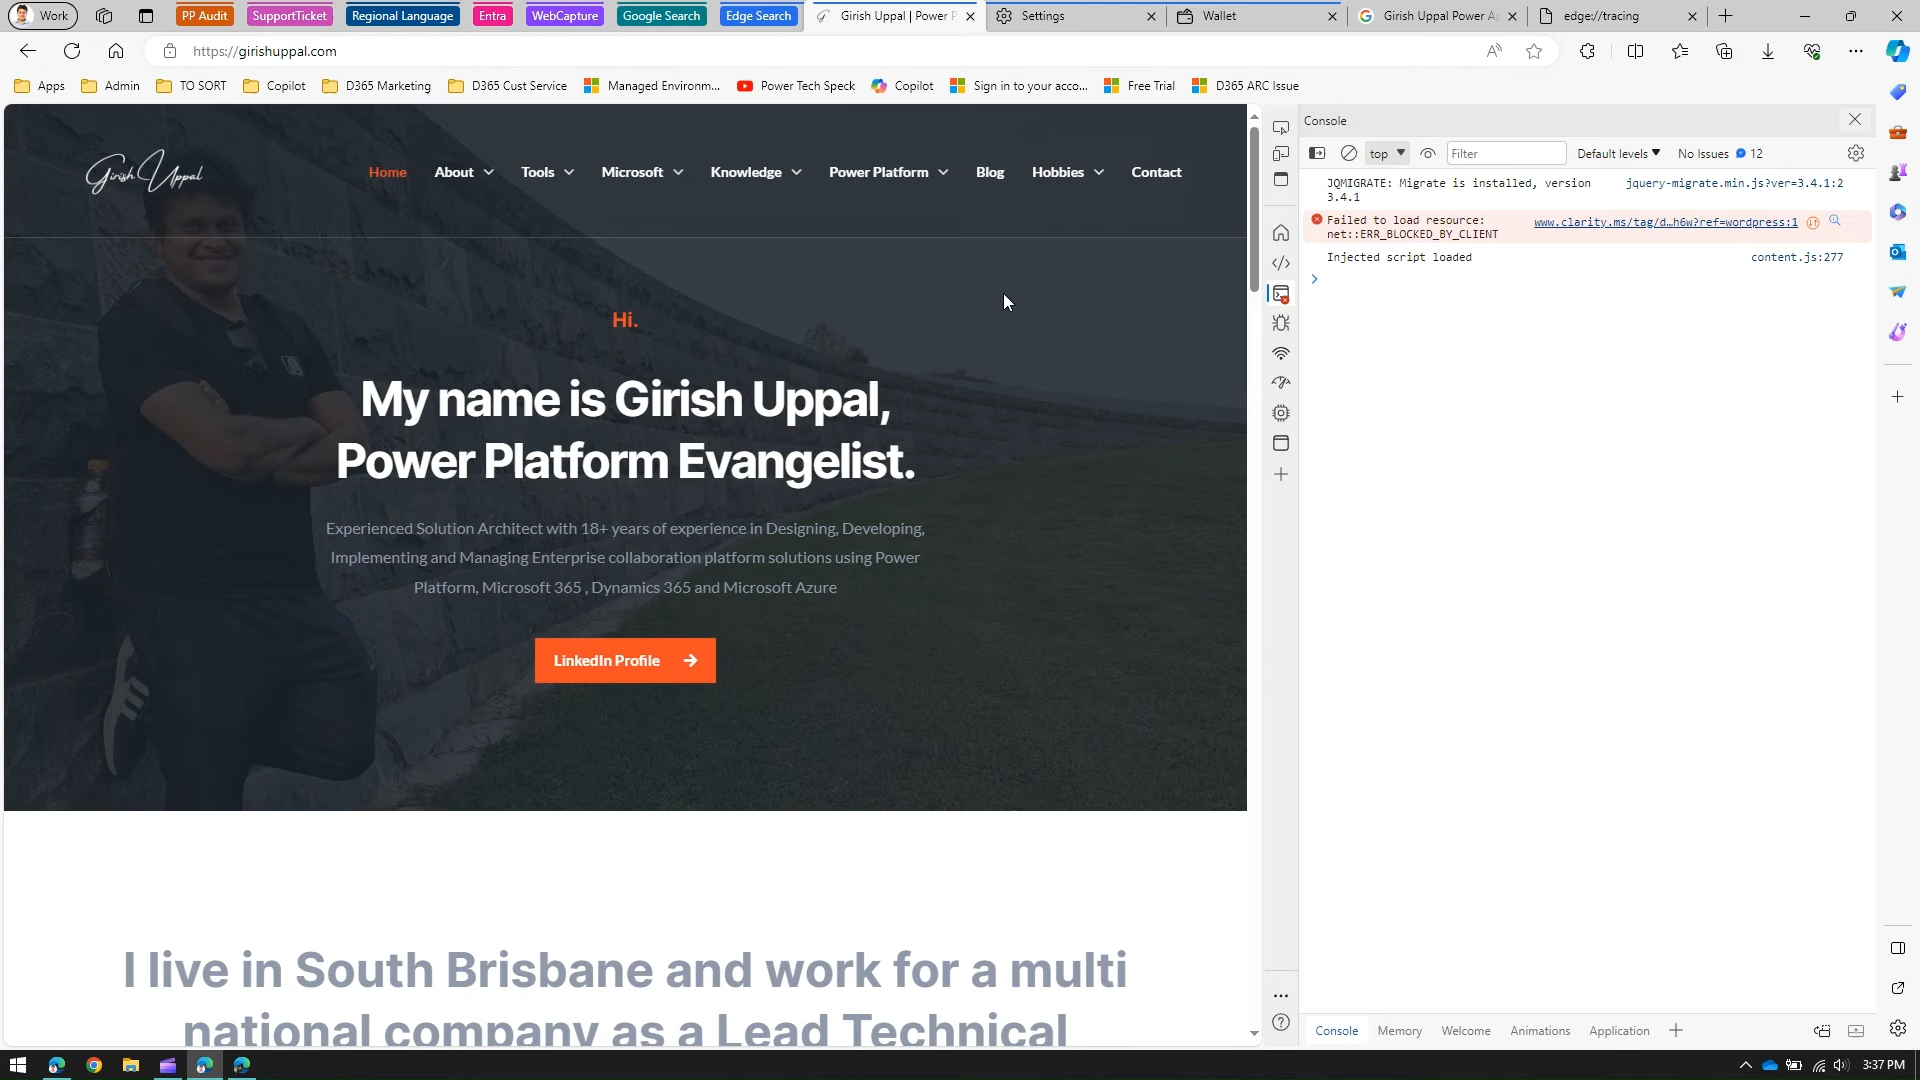 Work
PP Audit
SupportTicket
Regional Language
Entra
WebCapture
Google Search
Edge Search
Girish Uppal | Power P
Settings
Wallet
Girish Uppal Power A
edge://tracing
https://girishuppal.com
Apps
Admin
TO SORT
Copilot
D365 Marketing
D365 Cust Service
Managed Environm...
Power Tech Speck
Copilot
Sign in to your acco...
Free Trial
D365 ARC Issue
Girish Uppal
Home
About
Tools
Microsoft
Knowledge
Power Platform
Blog
Hobbies
Contact
Hi.
My name is Girish Uppal,
Power Platform Evangelist.
Experienced Solution Architect with 18+ years of experience in Designing, Developing,
Implementing and Managing Enterprise collaboration platform solutions using Power
Platform, Microsoft 365 , Dynamics 365 and Microsoft Azure
LinkedIn Profile
I live in South Brisbane and work for a multi
national company as a Lead Technical
Console
top
Filter
Default levels
No Issues
12
JQMIGRATE: Migrate is installed, version jquery-migrate.min.js?ver=3.4.1:2
3.4.1
Failed to load resource: www.clarity.ms/tag/d…h6w?ref=wordpress:1
net::ERR_BLOCKED_BY_CLIENT
Injected script loaded content.js:277
Console
Memory
Welcome
Animations
Application
3:37 PM